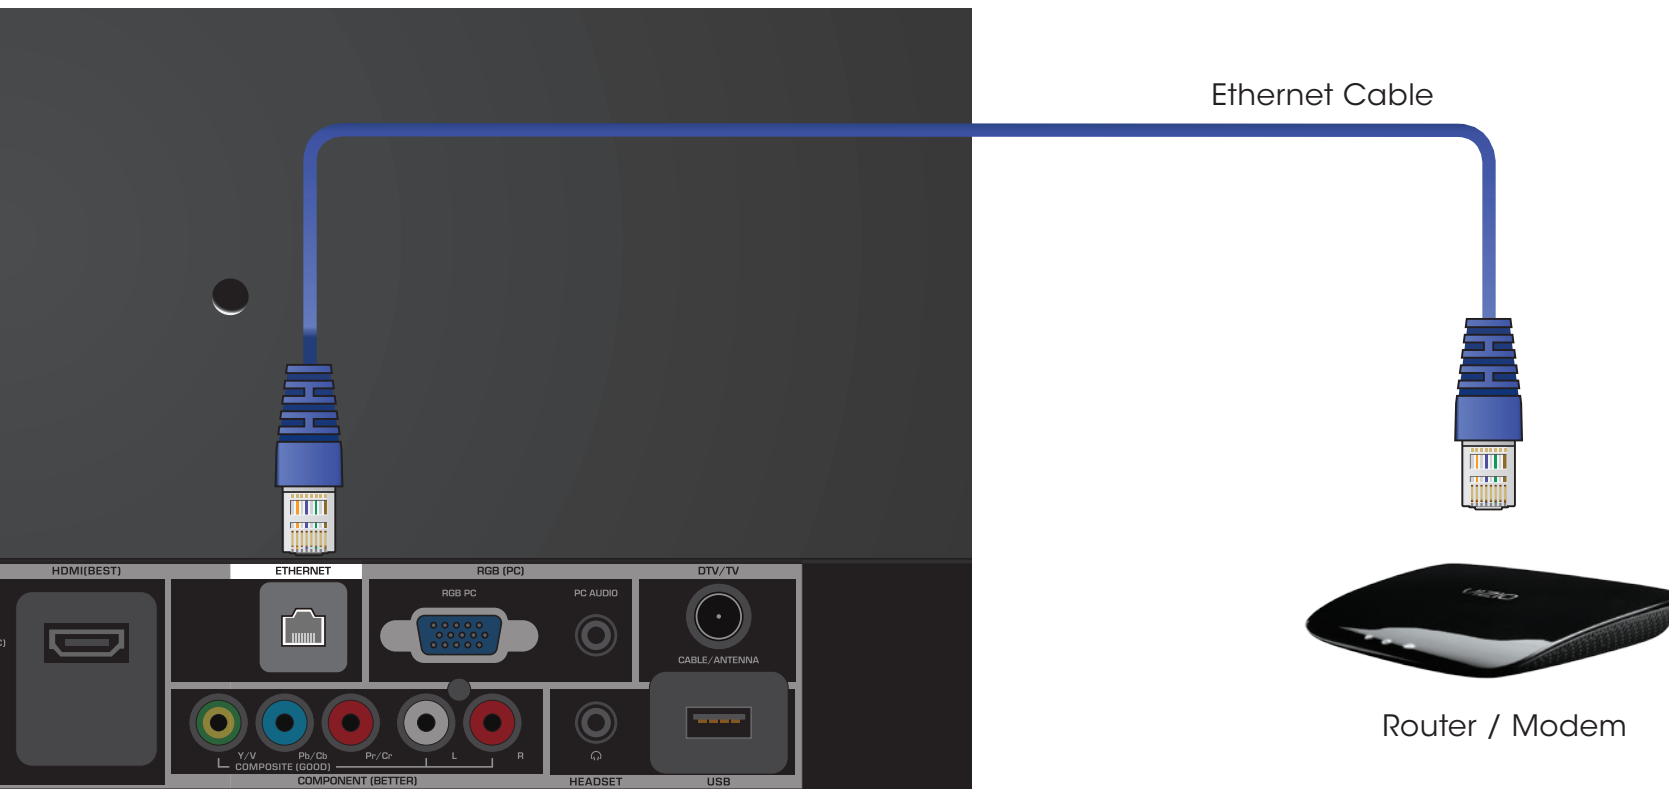 Ethernet Cable
HDMI(BEST)
ETHERNET
RGB (PC)
DTV/TV
RGB PC
PC AUDIO
C)
CABLE/ANTENNA
VIZIO
Router / Modem
Y/V
Pb/Cb
Pr/Cr
L
R
COMPOSITE (GOOD)
COMPONENT (BETTER)
HEADSET
USB